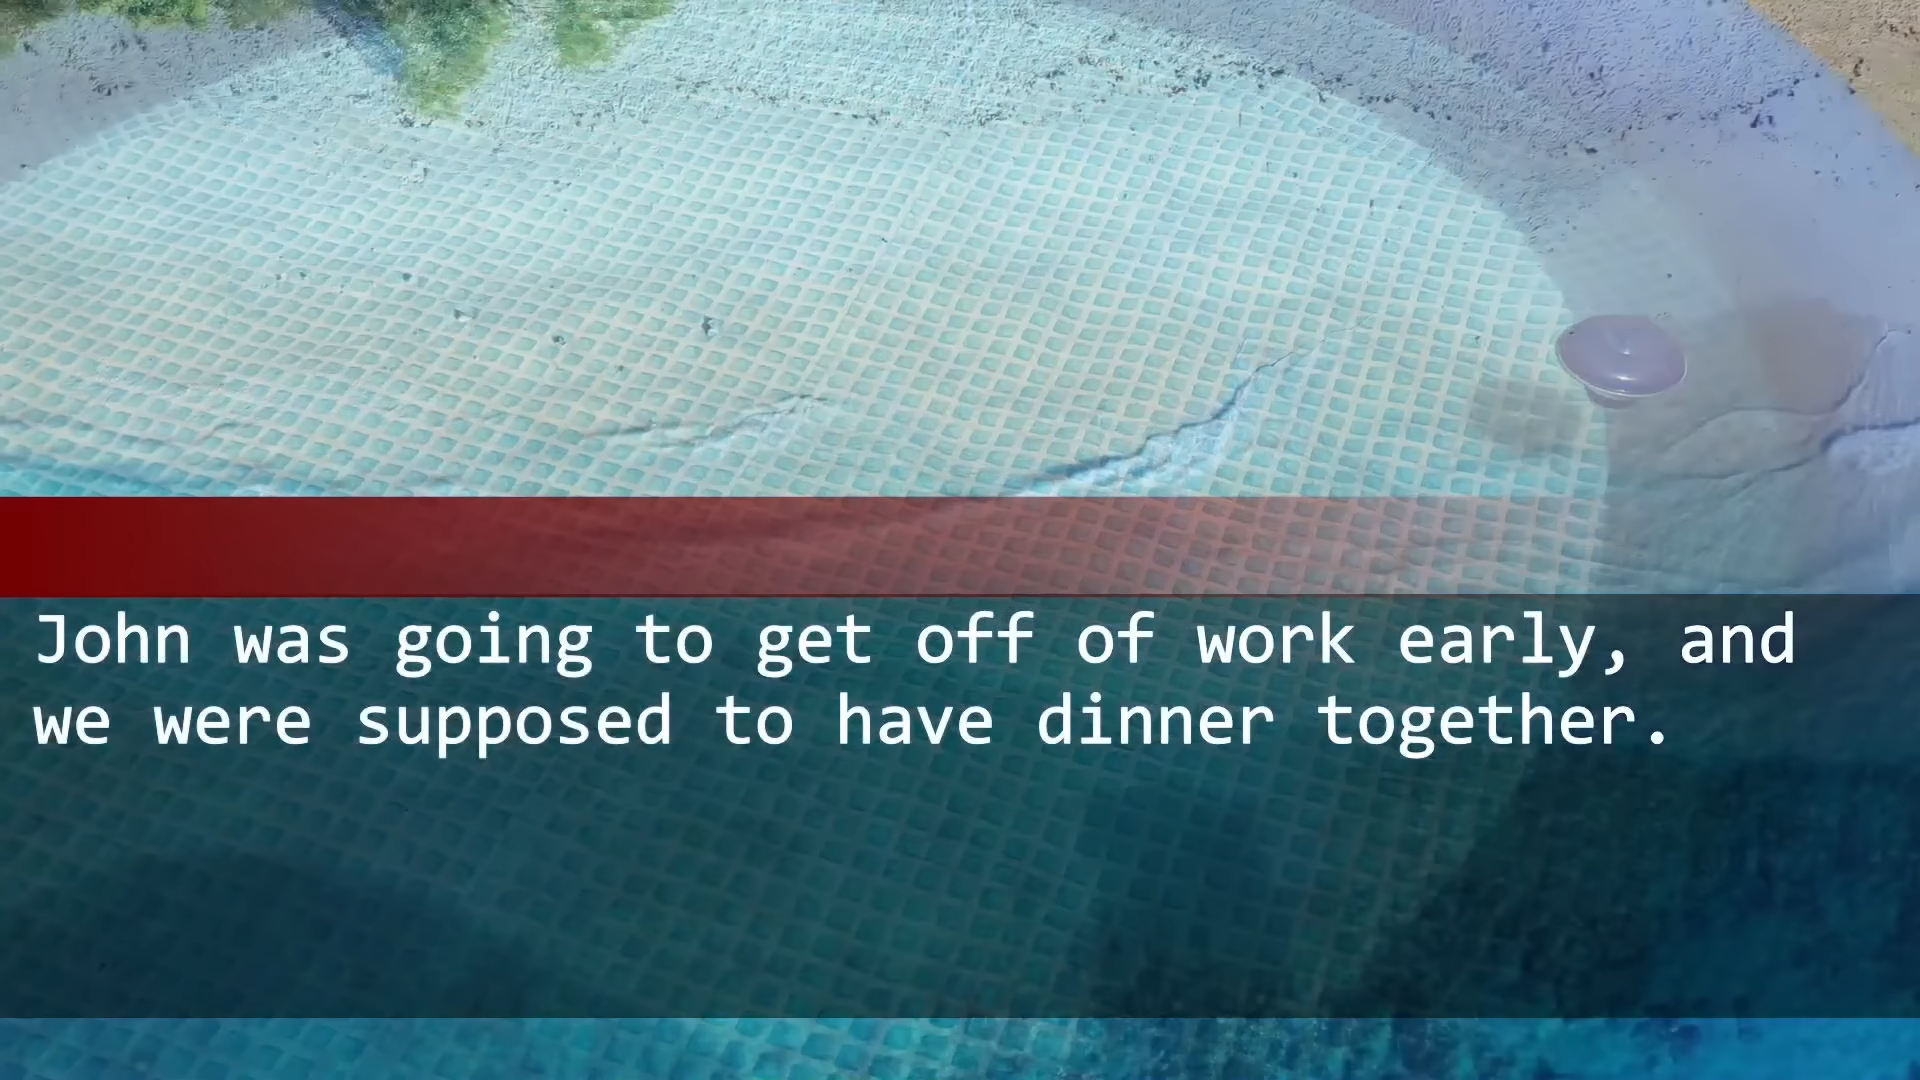 John was going to get off of work early, and
we were supposed to have dinner together.